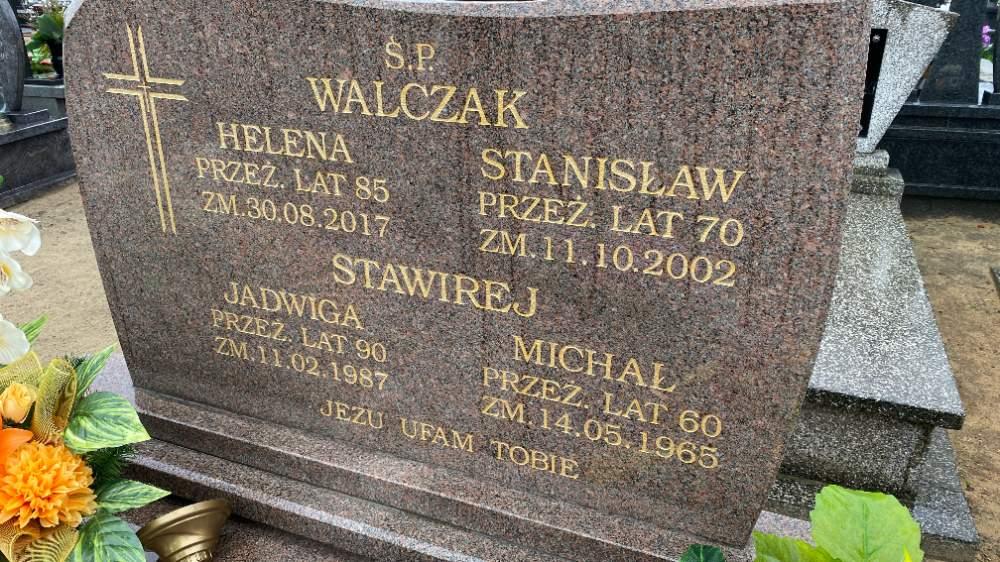 Ś.P.
WALCZAK
HELENA
PRZEŻ. LAT 85
ZM.30.08.2017
STANISŁAW
PRZEŻ. LAT 70
ZM.11.10.2002
STAWIREJ
JADWIGA
PRZEŻ. LAT 90
ZM.11.02.1987
MICHAŁ
PRZEŻ. LAT 60
ZM.14.05.1965
JEZU UFAM TOBIE